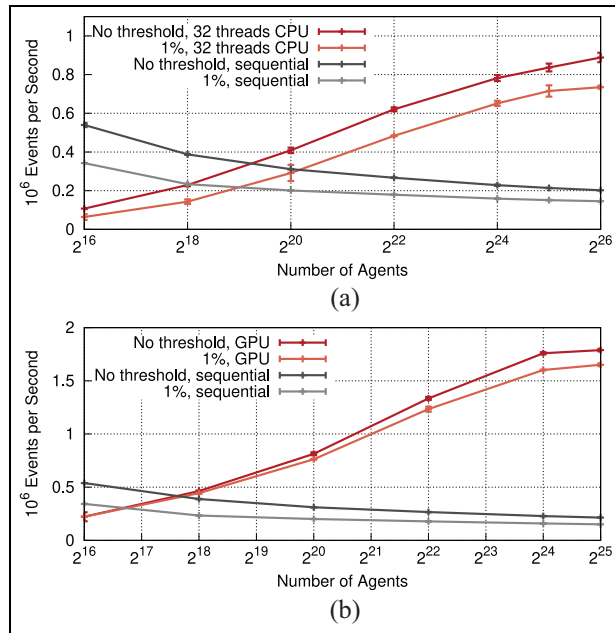 No threshold, 32 threads CPU
1%, 32 threads CPU
No threshold, sequential
1%, sequential
10^6 Events per Second
1
0.8
0.6
0.4
0.2
0
2^16 2^18 2^20 2^22 2^24 2^26
Number of Agents
(a)
No threshold, GPU
1%, GPU
No threshold, sequential
1%, sequential
10^6 Events per Second
2
1.5
1
0.5
0
2^16 2^17 2^18 2^19 2^20 2^21 2^22 2^23 2^24 2^25
Number of Agents
(b)